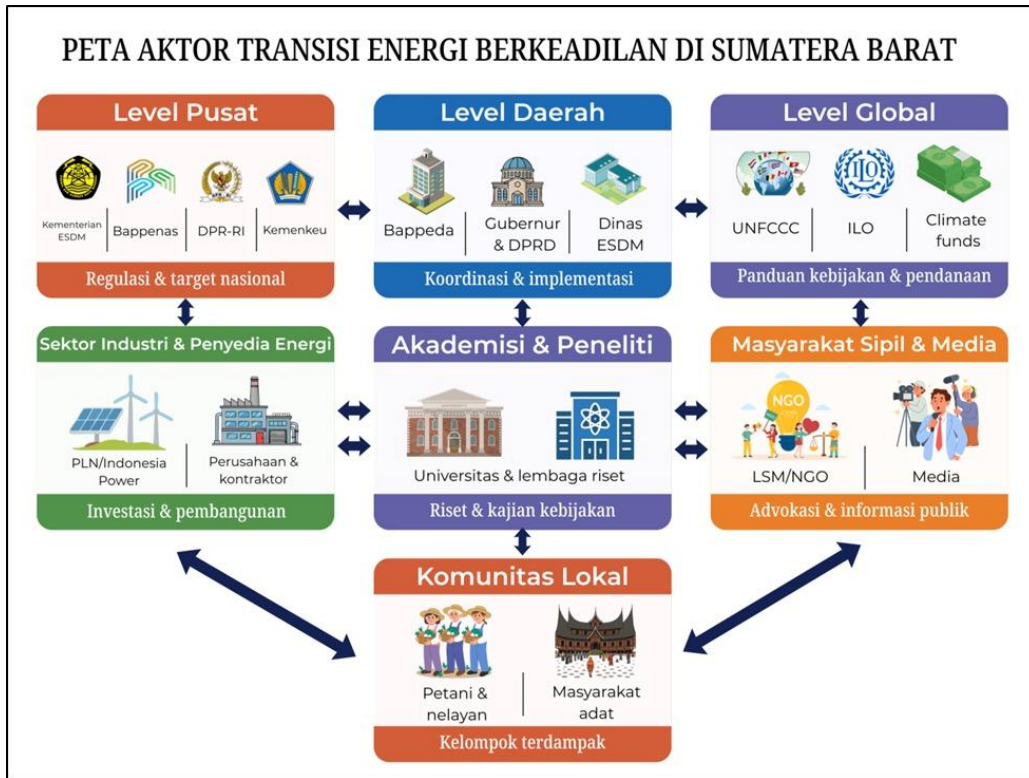 PETA AKTOR TRANSISI ENERGI BERKEADILAN DI SUMATERA BARAT
Level Pusat
Kementerian
ESDM
Bappenas
DPR-RI
Kemenkeu
Regulasi & target nasional
Level Daerah
Bappeda
Gubernur
& DPRD
Dinas
ESDM
Koordinasi & implementasi
Level Global
UNFCCC
ILO
ILO
Climate
funds
Panduan kebijakan & pendanaan
Sektor Industri & Penyedia Energi
PLN/Indonesia
Power
Perusahaan &
kontraktor
Investasi & pembangunan
Akademisi & Peneliti
Universitas & lembaga riset
Riset & kajian kebijakan
Masyarakat Sipil & Media
NGO
LSM/NGO
Media
Advokasi & informasi publik
Komunitas Lokal
Petani &
nelayan
Masyarakat
adat
Kelompok terdampak